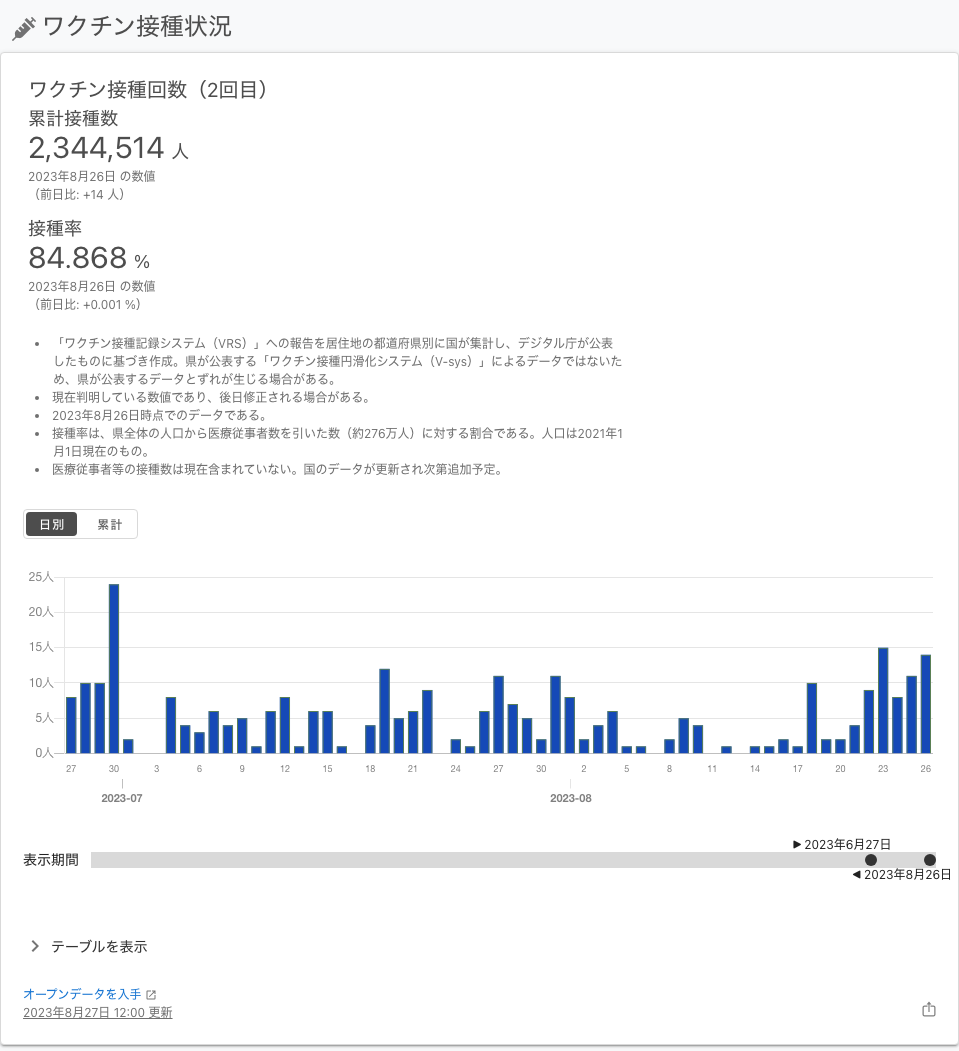 ワクチン接種状況
ワクチン接種回数（2回目）
累計接種数
2,344,514 人
2023年8月26日 の数値
（前日比: +14 人）
接種率
84.868 %
2023年8月26日 の数値
（前日比: +0.001 %）
• 「ワクチン接種記録システム（VRS）」への報告を居住地の都道府県別に国が集計し、デジタル庁が公表
したものに基づき作成。県が公表する「ワクチン接種円滑化システム（V-sys）」によるデータではないた
め、県が公表するデータとずれが生じる場合がある。
• 現在判明している数値であり、後日修正される場合がある。
• 2023年8月26日時点でのデータである。
• 接種率は、県全体の人口から医療従事者数を引いた数（約276万人）に対する割合である。人口は2021年1
月1日現在のもの。
• 医療従事者等の接種数は現在含まれていない。国のデータが更新され次第追加予定。
日別 累計
25人
20人
15人
10人
5人
0人
27 30 3 6 9 12 15 18 21 24 27 30 2 5 8 11 14 17 20 23 26
2023-07 2023-08
▶ 2023年6月27日
表示期間
◀ 2023年8月26日
テーブルを表示
オープンデータを入手
2023年8月27日 12:00 更新